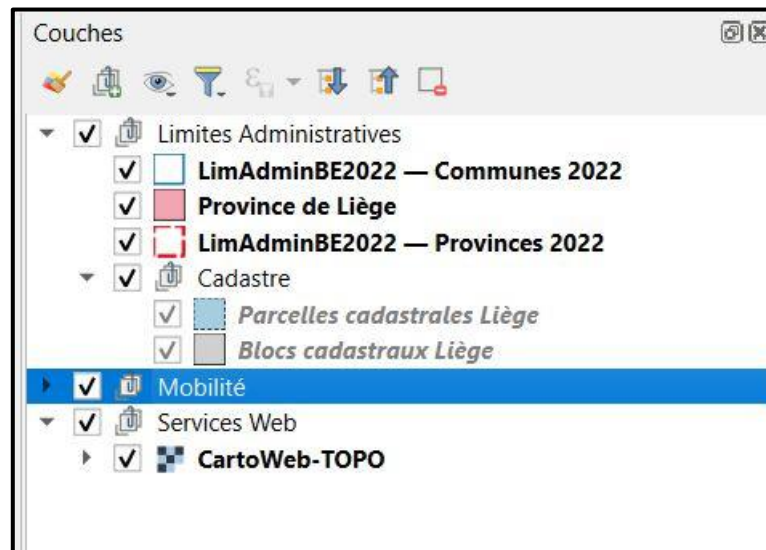 Couches
Limites Administratives
LimAdminBE2022 — Communes 2022
Province de Liège
LimAdminBE2022 — Provinces 2022
Cadastre
Parcelles cadastrales Liège
Blocs cadastraux Liège
Mobilité
Services Web
CartoWeb-TOPO